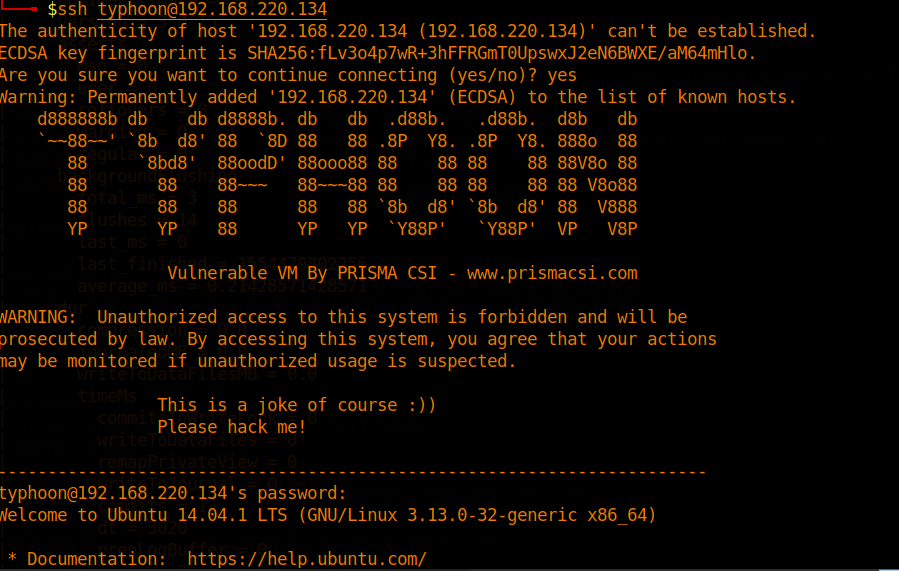 $ssh typhoon@192.168.220.134
The authenticity of host '192.168.220.134 (192.168.220.134)' can't be established.
ECDSA key fingerprint is SHA256:fLv3o4p7wR+3hFFRGmT0UpswxJ2eN6BWXE/aM64mHlo.
Are you sure you want to continue connecting (yes/no)? yes
Warning: Permanently added '192.168.220.134' (ECDSA) to the list of known hosts.
    d888888b db    db d8888b. db   db  .d88b.   .d88b.  d8b   db
    `~~88~~' `8b  d8' 88  `8D 88   88 .8P  Y8. .8P  Y8. 888o  88
       88     `8bd8'  88oodD' 88ooo88 88    88 88    88 88V8o 88
       88       88    88~~~   88~~~88 88    88 88    88 88 V8o88
       88       88    88      88   88 `8b  d8' `8b  d8' 88  V888
       YP       YP    88      YP   YP  `Y88P'   `Y88P'  VP   V8P
Vulnerable VM By PRISMA CSI - www.prismacsi.com
WARNING:  Unauthorized access to this system is forbidden and will be
prosecuted by law. By accessing this system, you agree that your actions
may be monitored if unauthorized usage is suspected.
This is a joke of course :))
Please hack me!
-----------------------------------------------------------------------
typhoon@192.168.220.134's password:
Welcome to Ubuntu 14.04.1 LTS (GNU/Linux 3.13.0-32-generic x86_64)
* Documentation:  https://help.ubuntu.com/